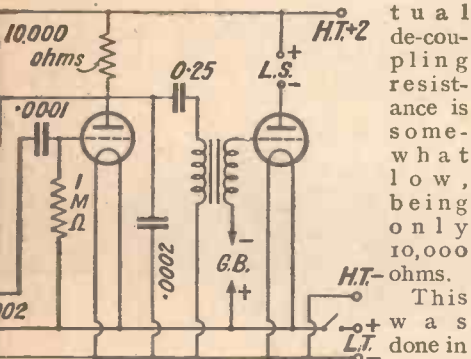 10,000
ohms
H.T.+2
+
L.S.
-
0.25
.0001
1
M
Ω
.0002
-
G.B.
+
H.T.-
+
L.T.
002
tual
de-cou-
pling
resist-
ance is
some-
what
low,
being
only
10,000
ohms.
This
was
done in